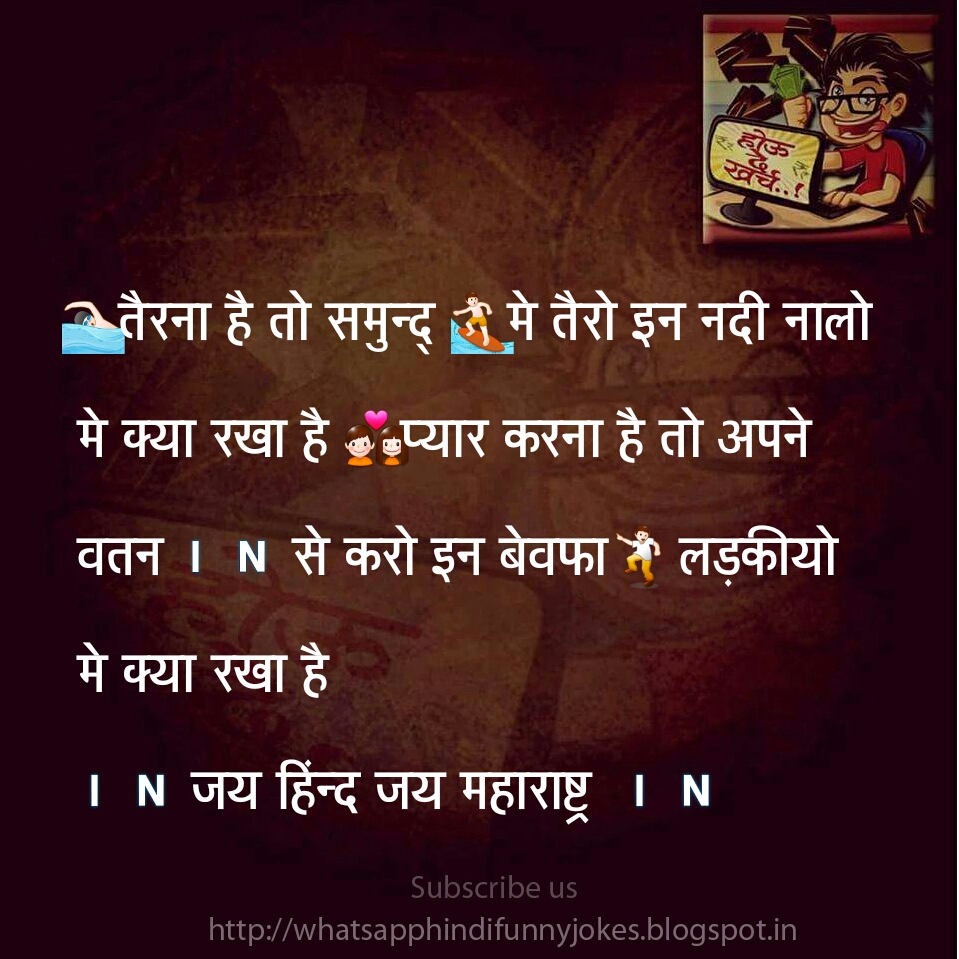 होऊ
दे
खर्च..!
🏊तैरना है तो समुन्द् 🏄मे तैरो इन नदी नालो
मे क्या रखा है 💑प्यार करना है तो अपने
वतन I N से करो इन बेवफा💃 लड़कीयो
मे क्या रखा है
I N जय हिंन्द जय महाराष्ट्र I N
Subscribe us
http://whatsapphindifunnyjokes.blogspot.in